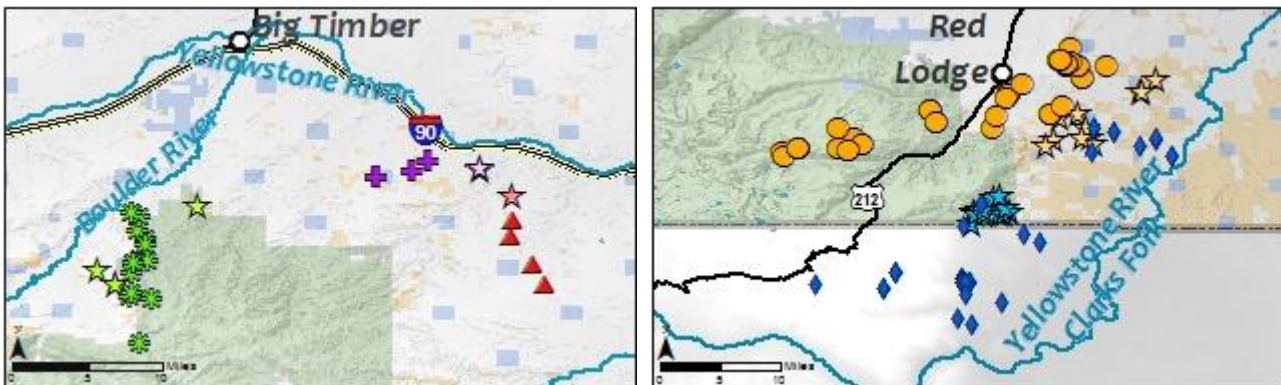 Big Timber
Yellowstone River
90
Boulder River
0 5 10 Miles
Red
Lodge
212
Yellowstone River
Clarks Fork
0 5 10 Miles